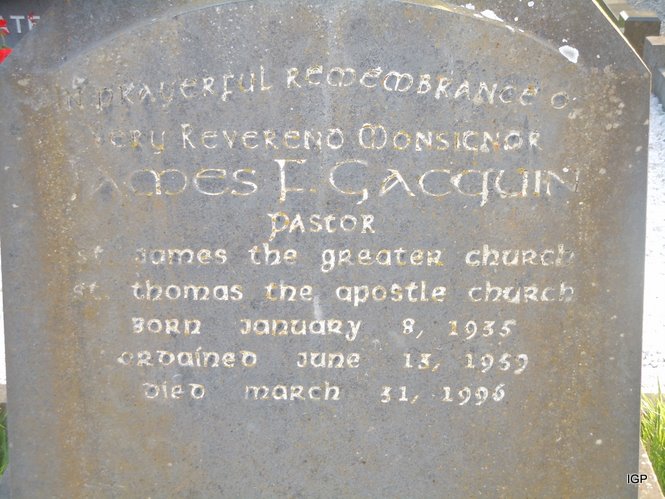 In prayerful Remembrance of
Very Reverend Monsignor
James F. Gacquin
Pastor
St. James the Greater Church
St. Thomas the Apostle Church
Born January 8, 1935
Ordained June 13, 1959
Died March 31, 1996
IGP